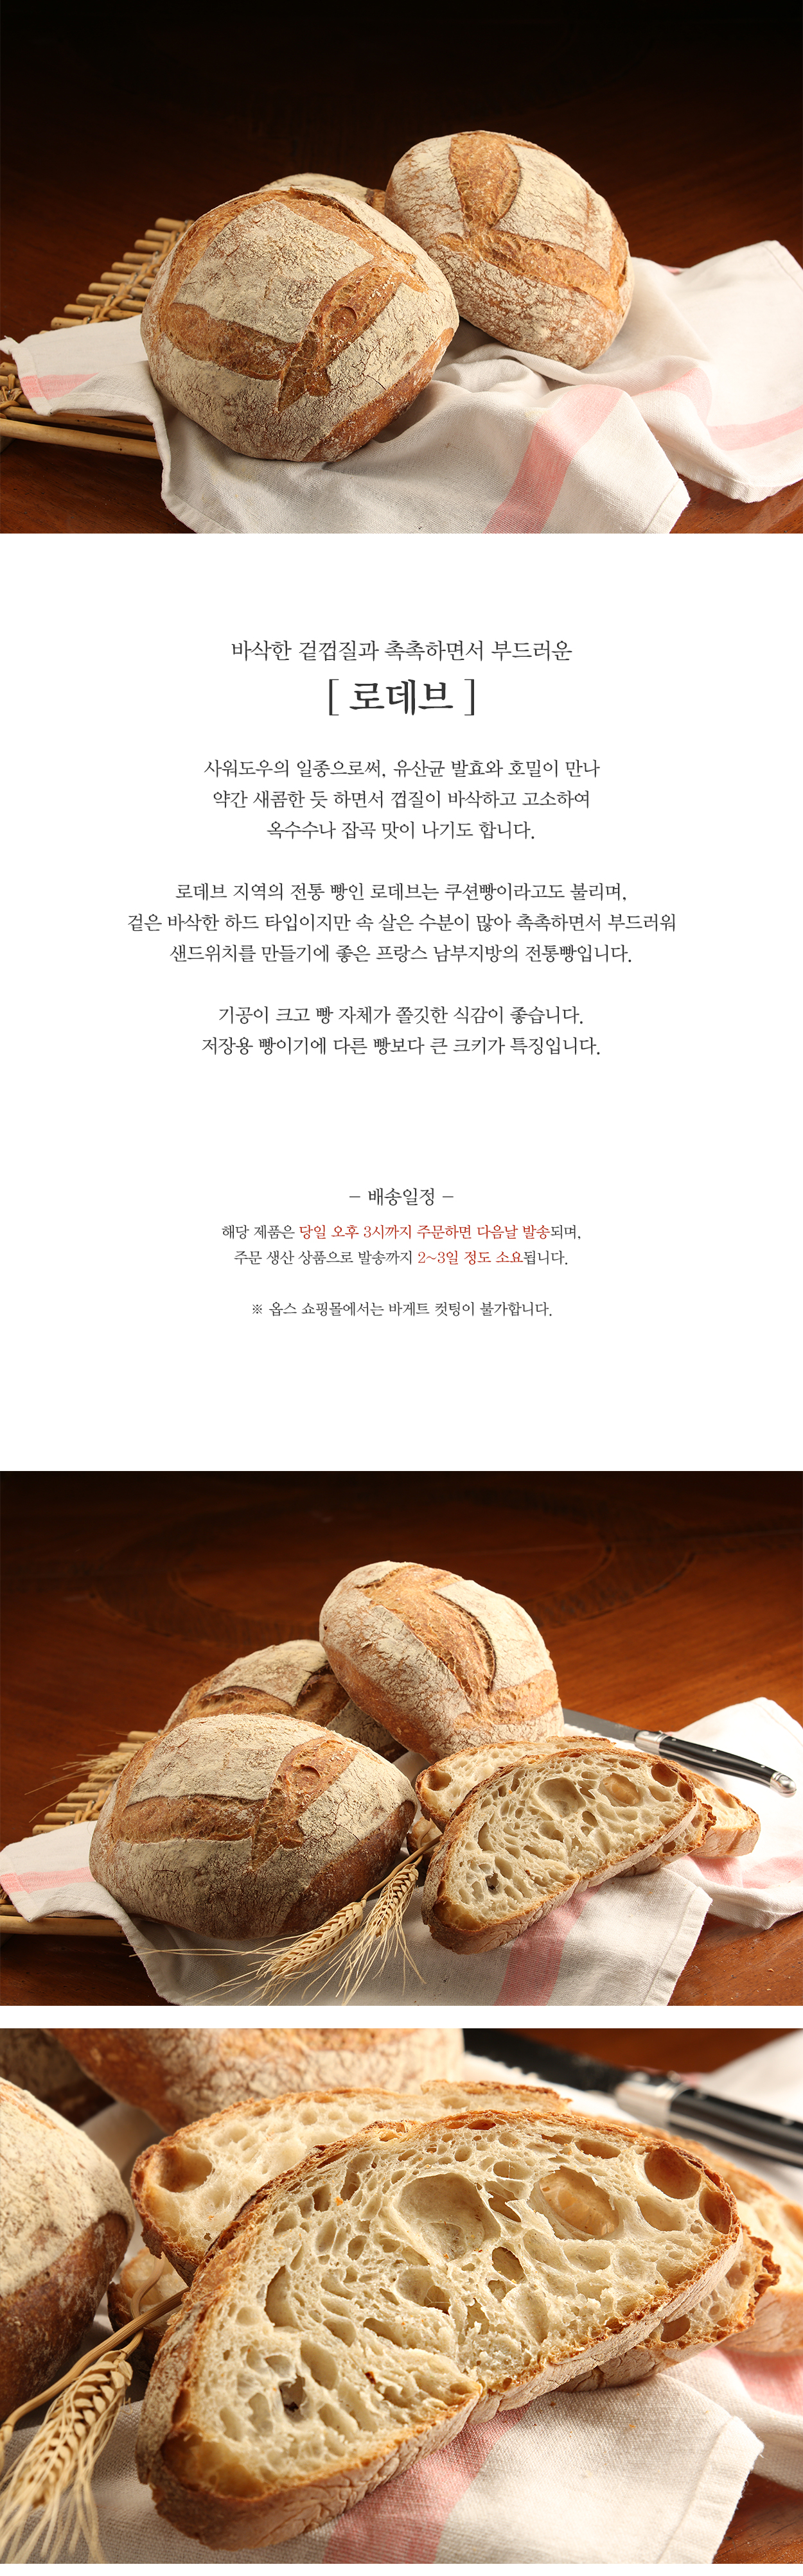 바삭한 겉껍질과 촉촉하면서 부드러운
[ 로데브 ]
사워도우의 일종으로써, 유산균 발효와 호밀이 만나
약간 새콤한 듯 하면서 껍질이 바삭하고 고소하여
옥수수나 잡곡 맛이 나기도 합니다.
로데브 지역의 전통 빵인 로데브는 쿠션빵이라고도 불리며,
겉은 바삭한 하드 타입이지만 속 살은 수분이 많아 촉촉하면서 부드러워
샌드위치를 만들기에 좋은 프랑스 남부지방의 전통빵입니다.
기공이 크고 빵 자체가 쫄깃한 식감이 좋습니다.
저장용 빵이기에 다른 빵보다 큰 크키가 특징입니다.
– 배송일정 –
해당 제품은 당일 오후 3시까지 주문하면 다음날 발송되며,
주문 생산 상품으로 발송까지 2~3일 정도 소요됩니다.
※ 옵스 쇼핑몰에서는 바게트 컷팅이 불가합니다.